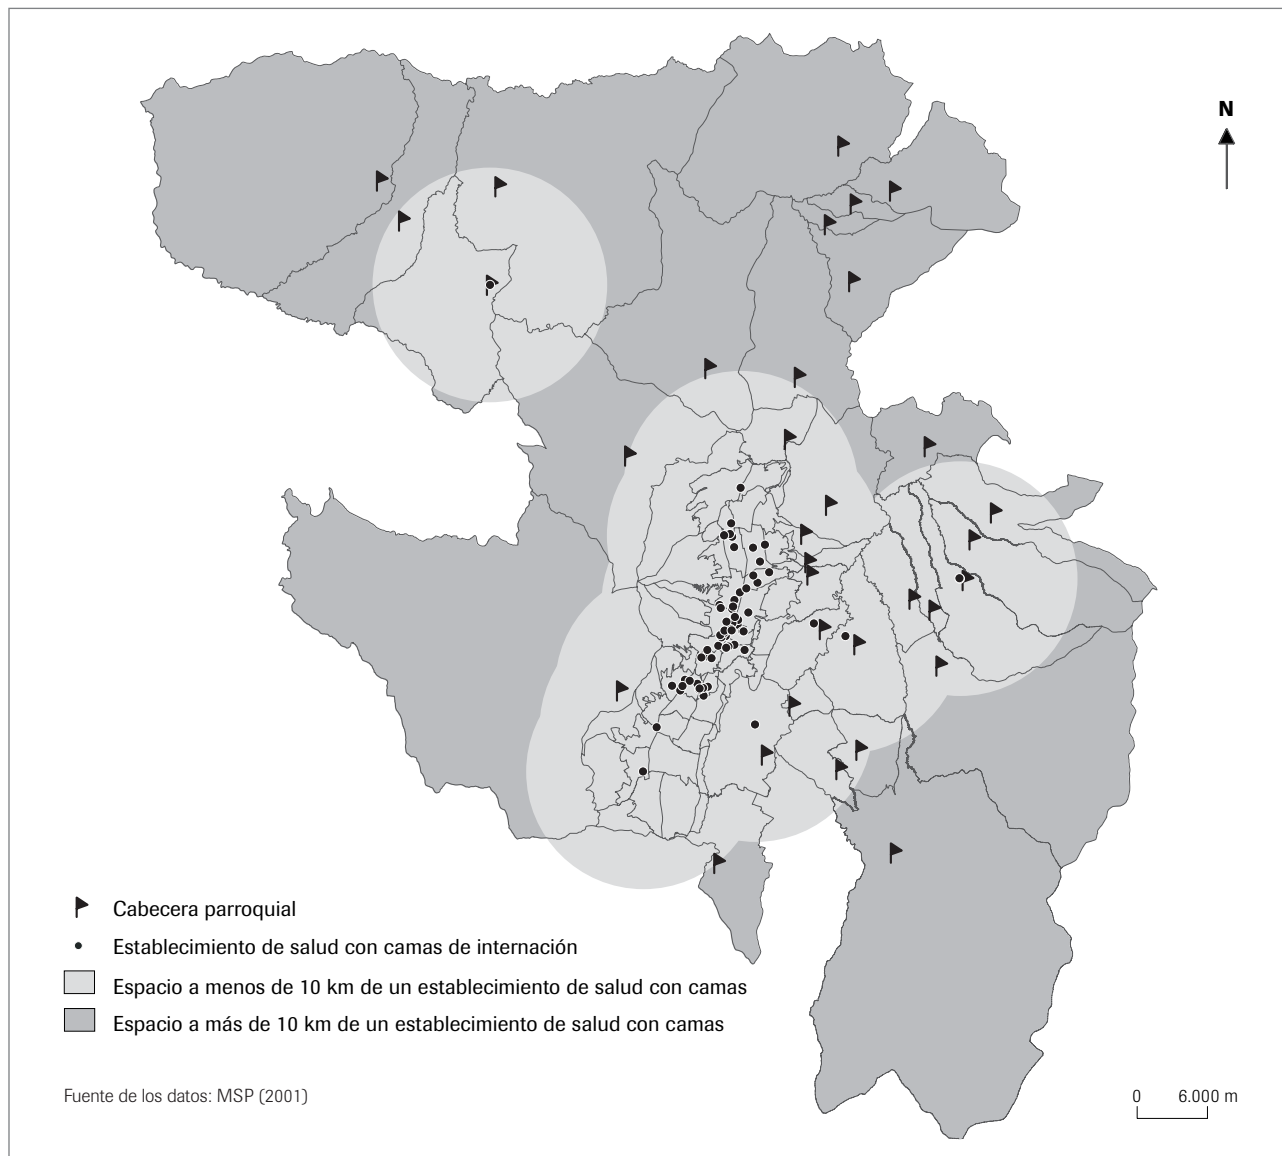 N
Cabecera parroquial
Establecimiento de salud con camas de internación
Espacio a menos de 10 km de un establecimiento de salud con camas
Espacio a más de 10 km de un establecimiento de salud con camas
Fuente de los datos: MSP (2001)
0 6.000 m